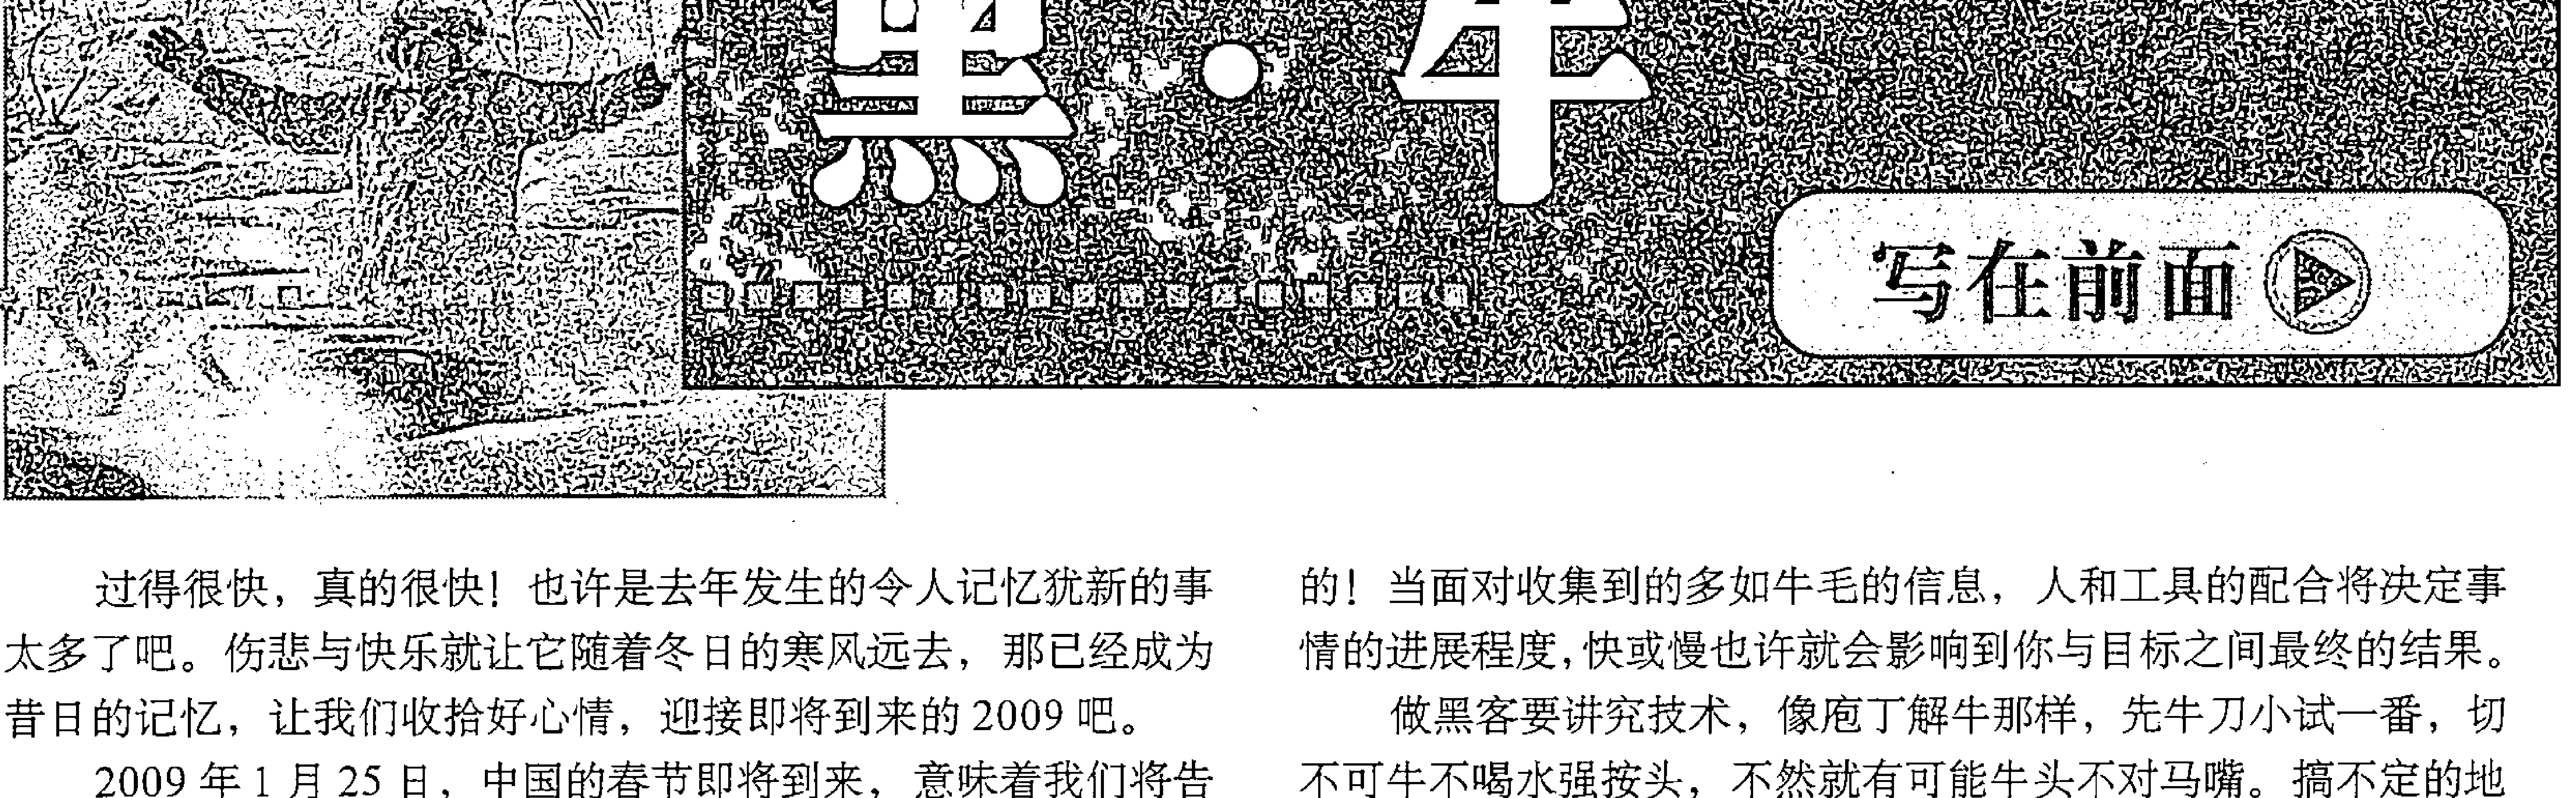 黑·牛
写在前面
过得很快，真的很快！也许是去年发生的令人记忆犹新的事
太多了吧。伤悲与快乐就让它随着冬日的寒风远去，那已经成为
昔日的记忆，让我们收拾好心情，迎接即将到来的 2009 吧。
2009 年 1 月 25 日，中国的春节即将到来，意味着我们将告
的！当面对收集到的多如牛毛的信息，人和工具的配合将决定事
情的进展程度，快或慢也许就会影响到你与目标之间最终的结果。
做黑客要讲究技术，像庖丁解牛那样，先牛刀小试一番，切
不可牛不喝水强按头，不然就有可能牛头不对马嘴。搞不定的地